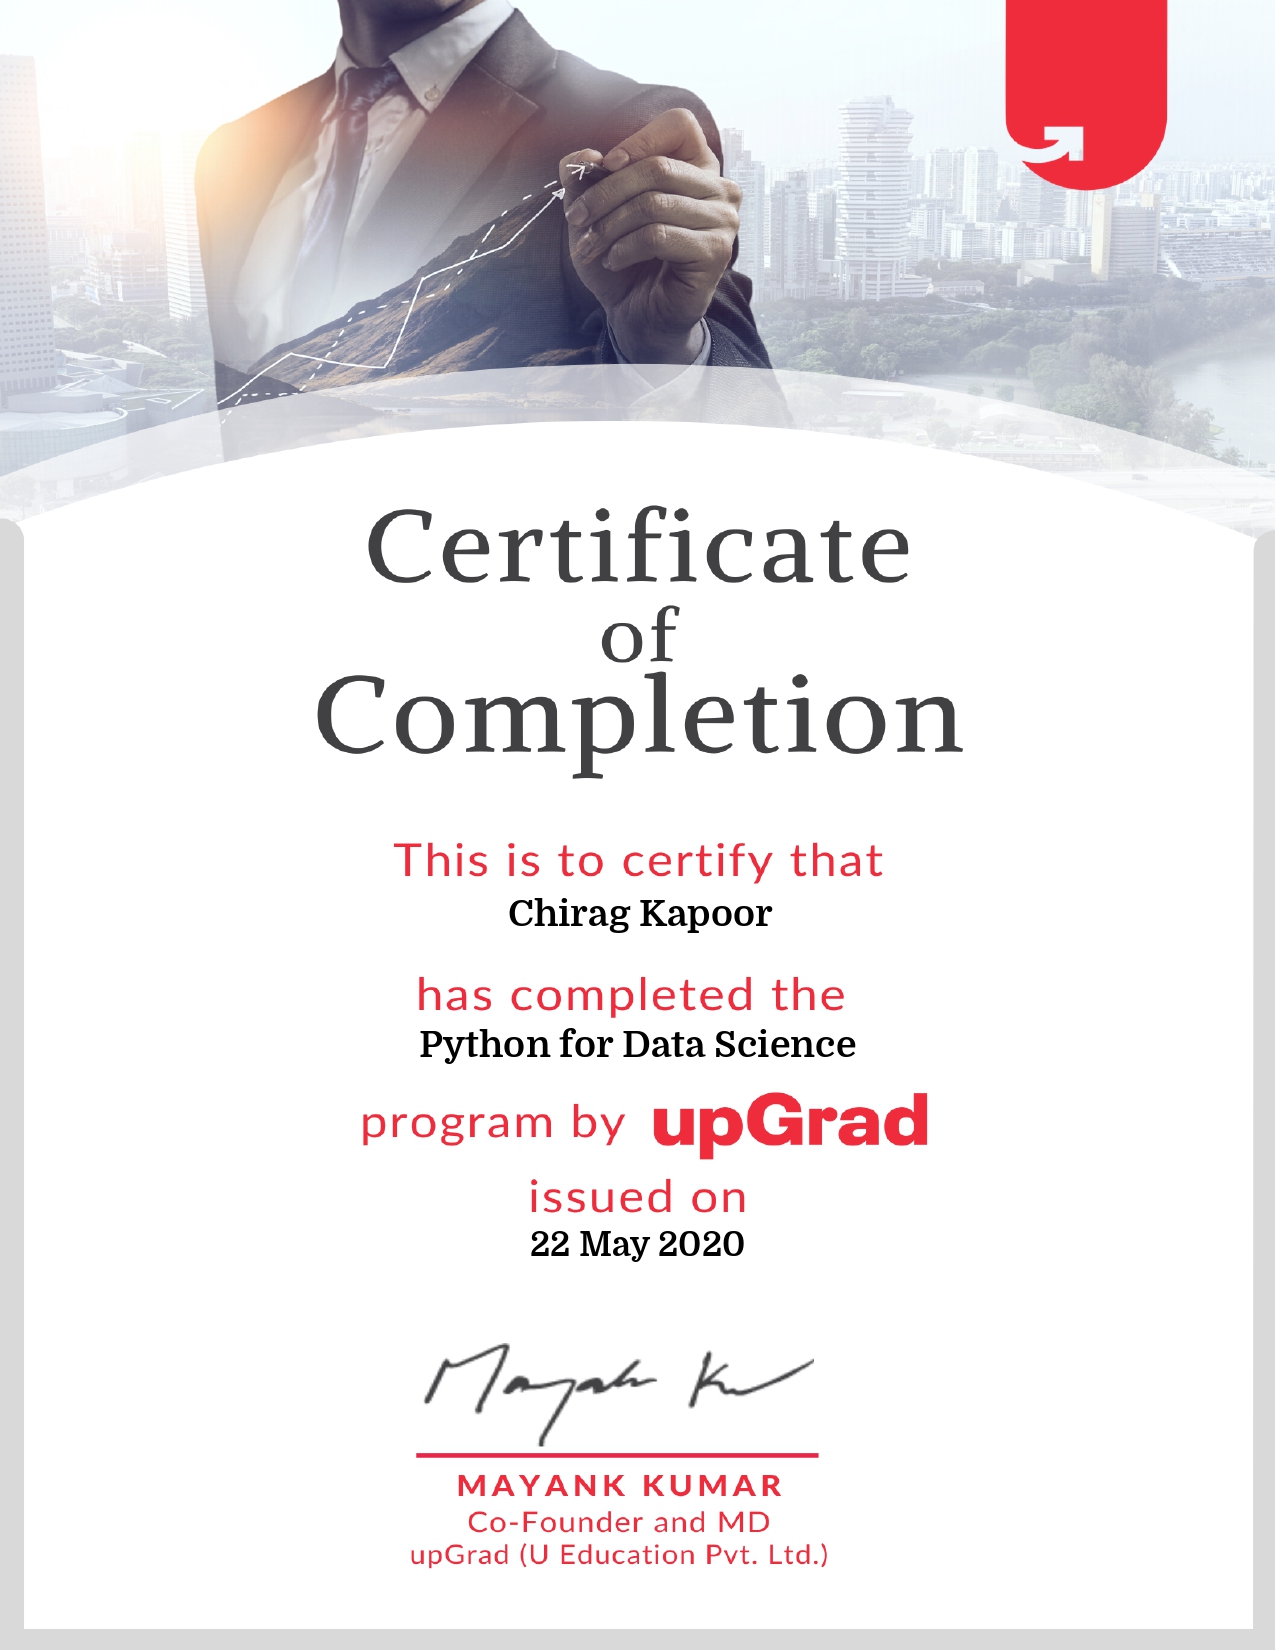 Certificate
of
Completion
This is to certify that
Chirag Kapoor
has completed the
Python for Data Science
program by upGrad
issued on
22 May 2020
Mayank Ku
MAYANK KUMAR
Co-Founder and MD
upGrad (U Education Pvt. Ltd.)